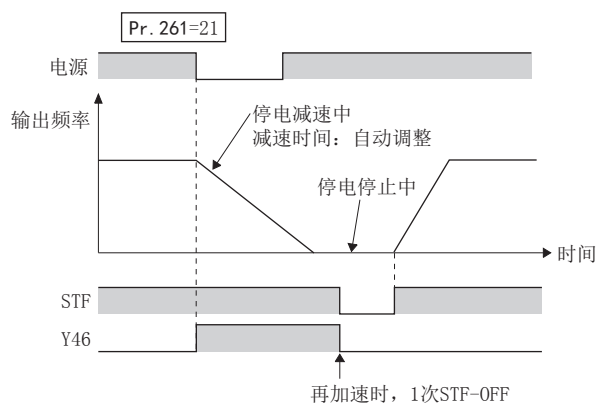 Pr.261=21
电源
输出频率
停电减速中
减速时间：自动调整
停电停止中
时间
STF
Y46
再加速时，1次STF-OFF